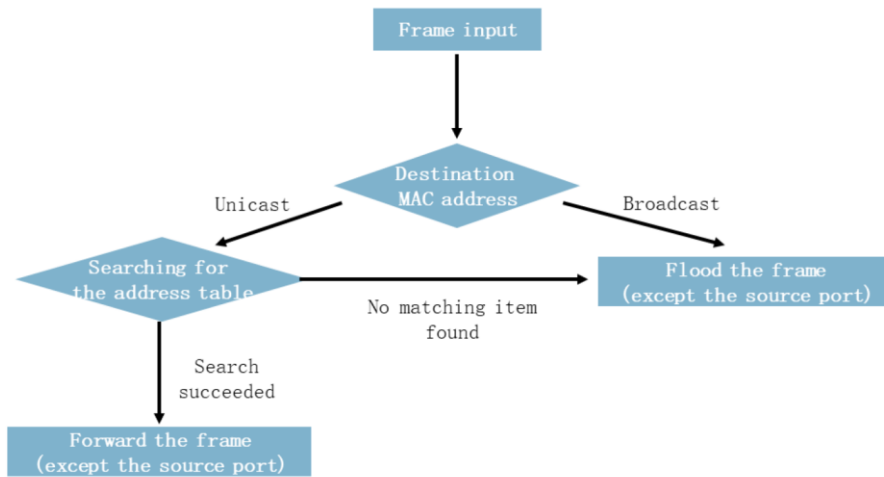 Frame input
Destination
MAC address
Unicast
Broadcast
Searching for
the address table
Flood the frame
(except the source port)
No matching item
found
Search
succeeded
Forward the frame
(except the source port)